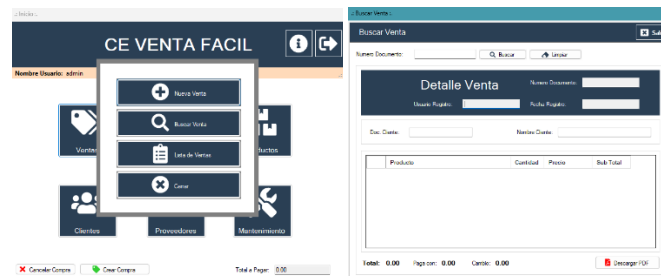 .: Inicio :.
CE VENTA FACIL
Nombre Usuario: admin
Nueva Venta
Buscar Venta
Lista de Ventas
Cerrar
Ventas
Clientes
Proveedores
Mantenimiento
Cancelar Compra
Crear Compra
Total a Pagar: 0.00
.: Buscar Venta :.
Buscar Venta
Numero Documento:
Buscar
Limpiar
Detalle Venta
Numero Documento:
Usuario Registro:
Fecha Registro:
Doc. Cliente:
Nombre Cliente:
Producto Cantidad Precio Sub Total
Total: 0.00 Pago con: 0.00 Cambio: 0.00
Descargar PDF